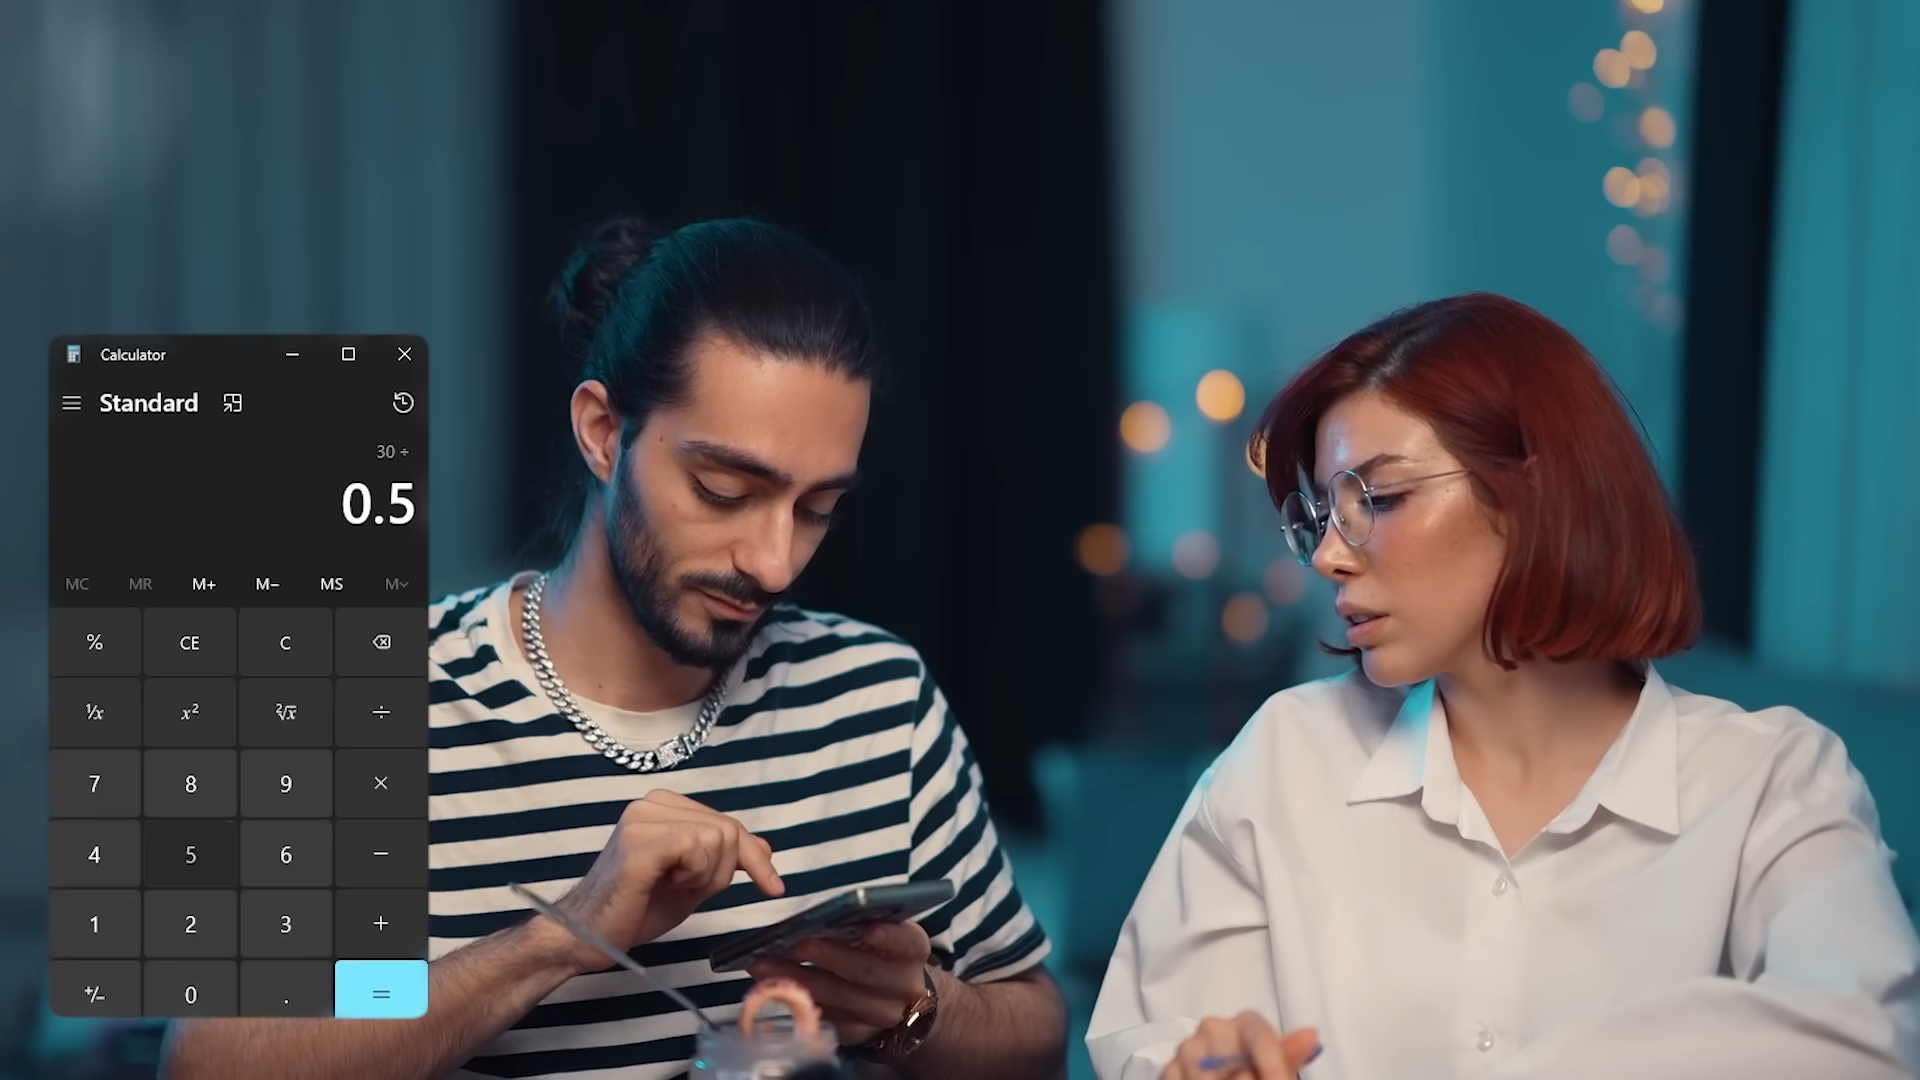 Calculator
Standard
30 ÷
0.5
MC MR M+ M− MS M˅
% CE C
¹/x x² ²√x ÷
7 8 9 ×
4 5 6 −
1 2 3 +
+/− 0 . =